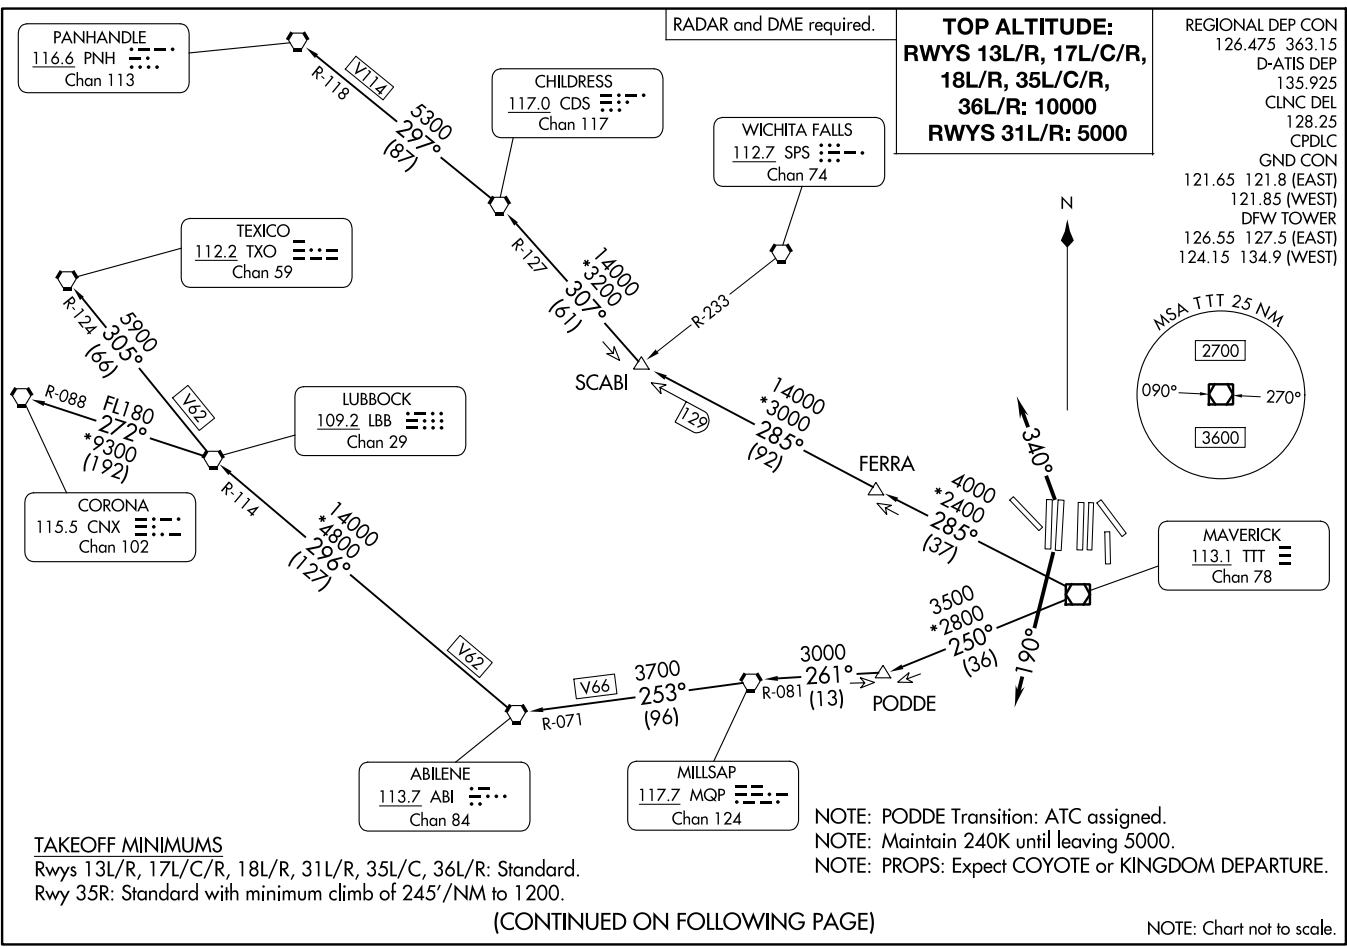 PANHANDLE
116.6 PNH
Chan 113
RADAR and DME required.
TOP ALTITUDE:
RWYS 13L/R, 17L/C/R,
18L/R, 35L/C/R,
36L/R: 10000
RWYS 31L/R: 5000
REGIONAL DEP CON
126.475 363.15
D-ATIS DEP
135.925
CLNC DEL
128.25
CPDLC
GND CON
121.65 121.8 (EAST)
121.85 (WEST)
DFW TOWER
126.55 127.5 (EAST)
124.15 134.9 (WEST)
V114
R-118
5300
297°
(87)
CHILDRESS
117.0 CDS
Chan 117
WICHITA FALLS
112.7 SPS
Chan 74
N
TEXICO
112.2 TXO
Chan 59
R-127
14000
*3200
307°
(61)
R-233
SCABI
129
MSA TTT 25 NM
2700
090°
270°
3600
R-124
5900
305°
(66)
V62
R-088
FL180
272°
*9300
(192)
LUBBOCK
109.2 LBB
Chan 29
CORONA
115.5 CNX
Chan 102
R-114
14000
*4800
296°
(127)
V62
14000
*3000
285°
(92)
FERRA
4000
*2400
285°
(37)
340°
190°
MAVERICK
113.1 TTT
Chan 78
3500
*2800
250°
(36)
PODDE
3000
261°
(13)
R-081
3700
253°
(96)
V66
R-071
ABILENE
113.7 ABI
Chan 84
MILLSAP
117.7 MQP
Chan 124
NOTE: PODDE Transition: ATC assigned.
NOTE: Maintain 240K until leaving 5000.
NOTE: PROPS: Expect COYOTE or KINGDOM DEPARTURE.
TAKEOFF MINIMUMS
Rwys 13L/R, 17L/C/R, 18L/R, 31L/R, 35L/C, 36L/R: Standard.
Rwy 35R: Standard with minimum climb of 245'/NM to 1200.
(CONTINUED ON FOLLOWING PAGE)
NOTE: Chart not to scale.